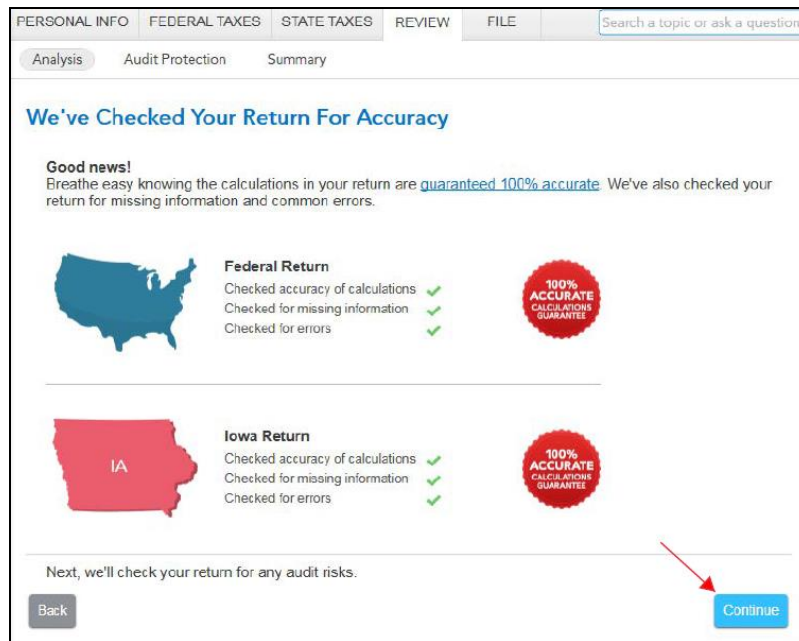 PERSONAL INFO FEDERAL TAXES STATE TAXES REVIEW FILE Search a topic or ask a question
Analysis Audit Protection Summary
We've Checked Your Return For Accuracy
Good news!
Breathe easy knowing the calculations in your return are guaranteed 100% accurate. We've also checked your
return for missing information and common errors.
Federal Return
Checked accuracy of calculations
Checked for missing information
Checked for errors
100%
ACCURATE
CALCULATIONS
GUARANTEE
IA
Iowa Return
Checked accuracy of calculations
Checked for missing information
Checked for errors
100%
ACCURATE
CALCULATIONS
GUARANTEE
Next, we'll check your return for any audit risks.
Back Continue